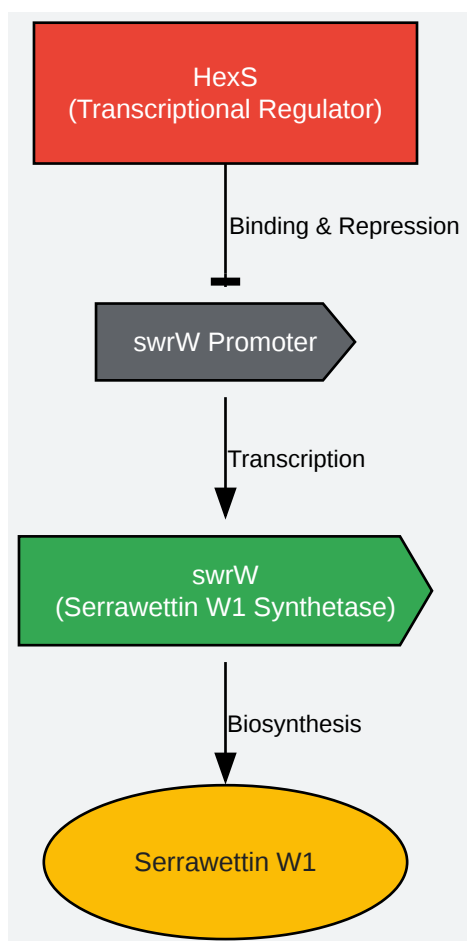 HexS
(Transcriptional Regulator)
Binding & Repression
swrW Promoter
Transcription
swrW
(Serrawettin W1 Synthetase)
Biosynthesis
Serrawettin W1